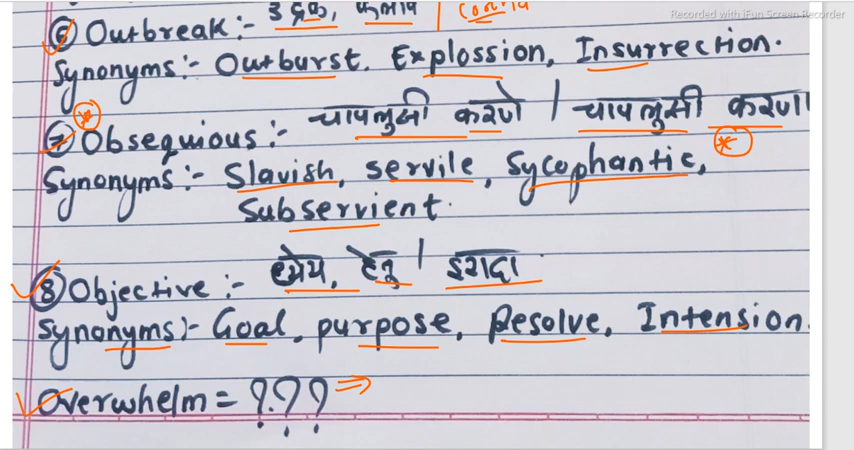 Recorded with iFun Screen Recorder
⑥ Outbreak:- उद्रेक,
Synonyms:- Outburst, Explossion, Insurrection.
⑦ Obsequious:- चापलुसी करणे | चापलुसी करणा
Synonyms:- Slavish, servile, Sycophantic,
Subservient.
⑧ Objective:- ध्येय, हेतू | इरादा
Synonyms:- Goal, purpose, Resolve, Intension.
Overwhelm = ? ? ? ⇒